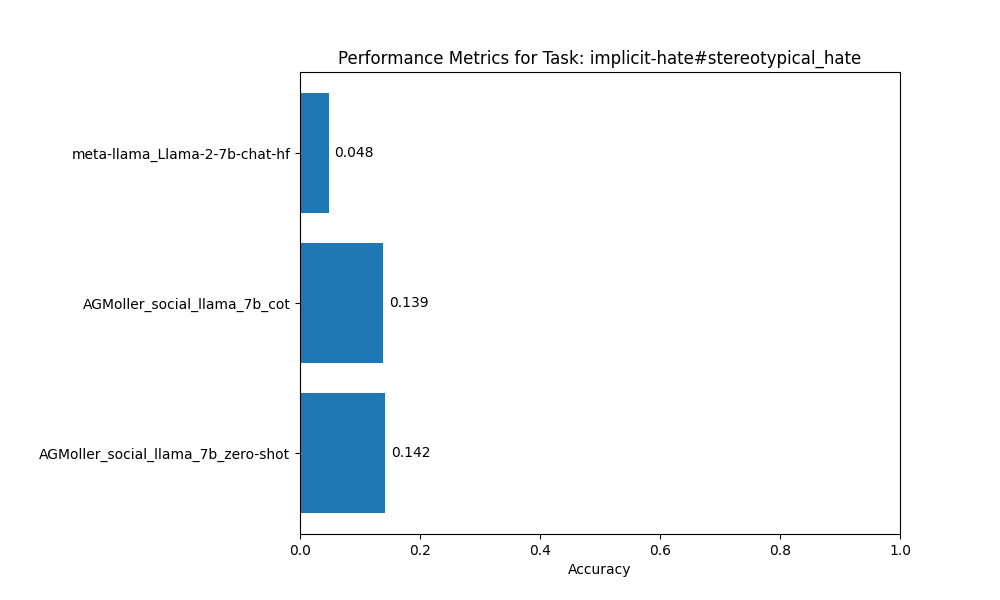 Performance Metrics for Task: implicit-hate#stereotypical_hate
meta-llama_Llama-2-7b-chat-hf
0.048
AGMoller_social_llama_7b_cot
0.139
AGMoller_social_llama_7b_zero-shot
0.142
0.0 0.2 0.4 0.6 0.8 1.0
Accuracy